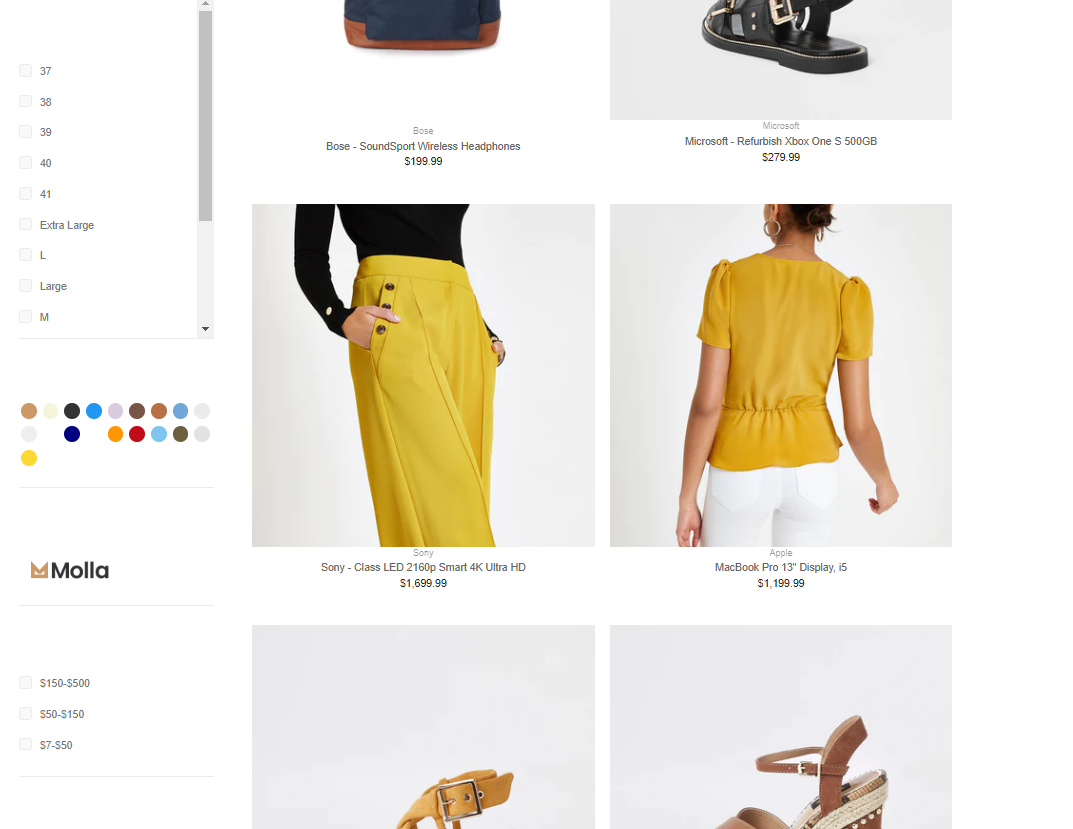 37
38
39
40
41
Extra Large
L
Large
M
Molla
$150-$500
$50-$150
$7-$50
Bose
Bose - SoundSport Wireless Headphones
$199.99
Microsoft
Microsoft - Refurbish Xbox One S 500GB
$279.99
Sony
Sony - Class LED 2160p Smart 4K Ultra HD
$1,699.99
Apple
MacBook Pro 13" Display, i5
$1,199.99